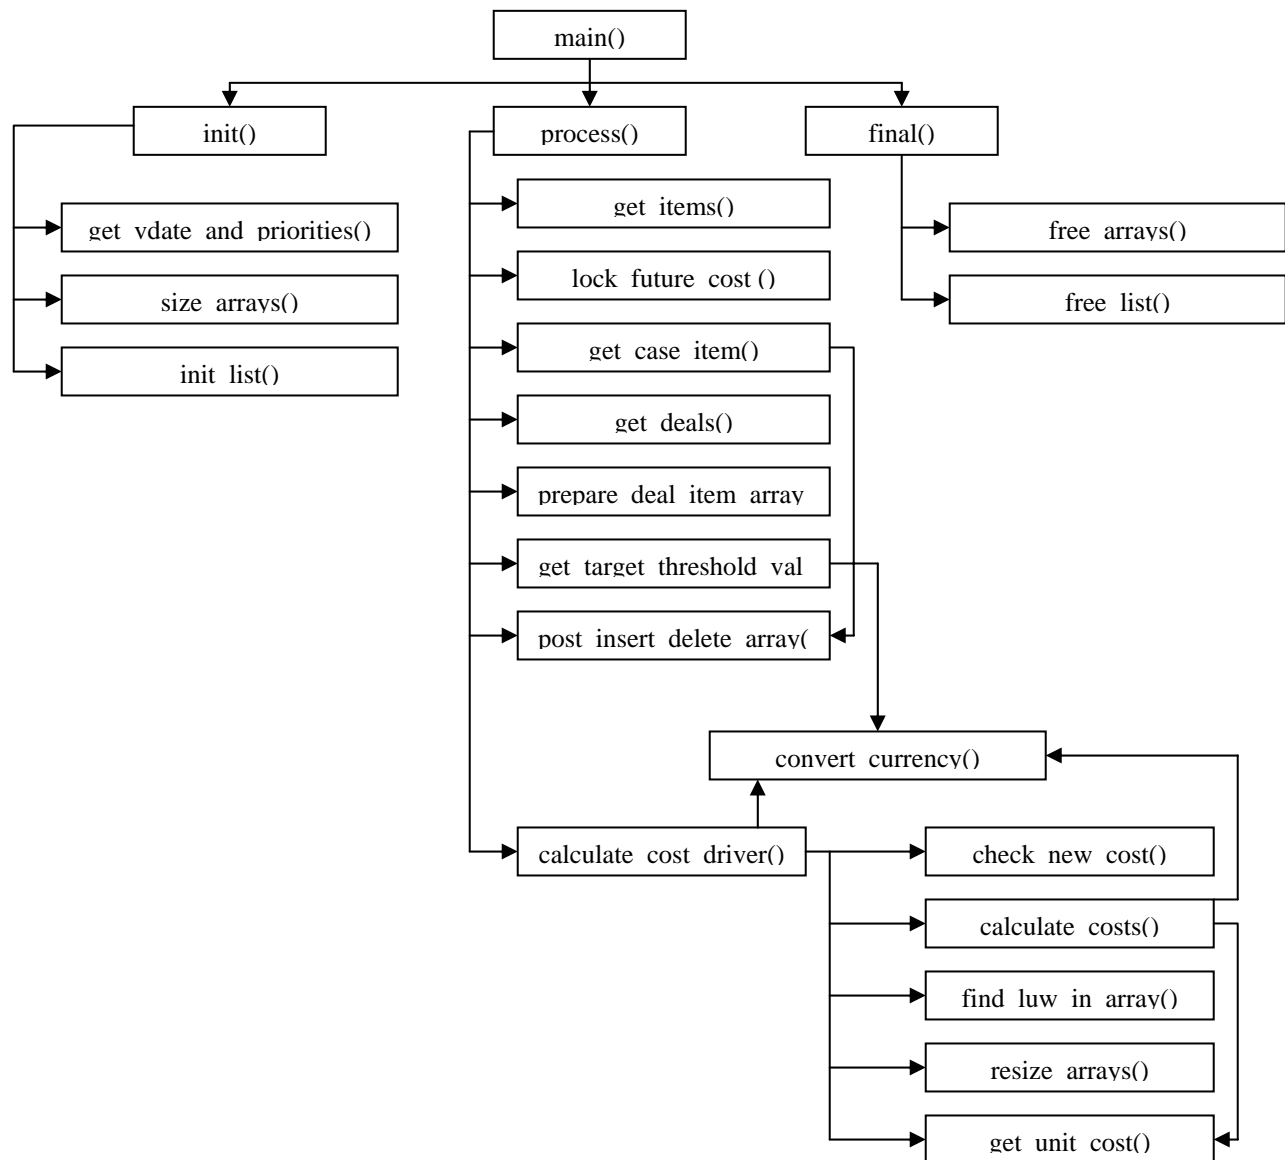 main()
init()
process()
final()
get vdate and priorities()
size arrays()
init list()
get items()
lock future cost ()
get case item()
get deals()
prepare deal item array
get target threshold val
post insert delete array(
free arrays()
free list()
convert currency()
calculate cost driver()
check new cost()
calculate costs()
find luw in array()
resize arrays()
get unit cost()